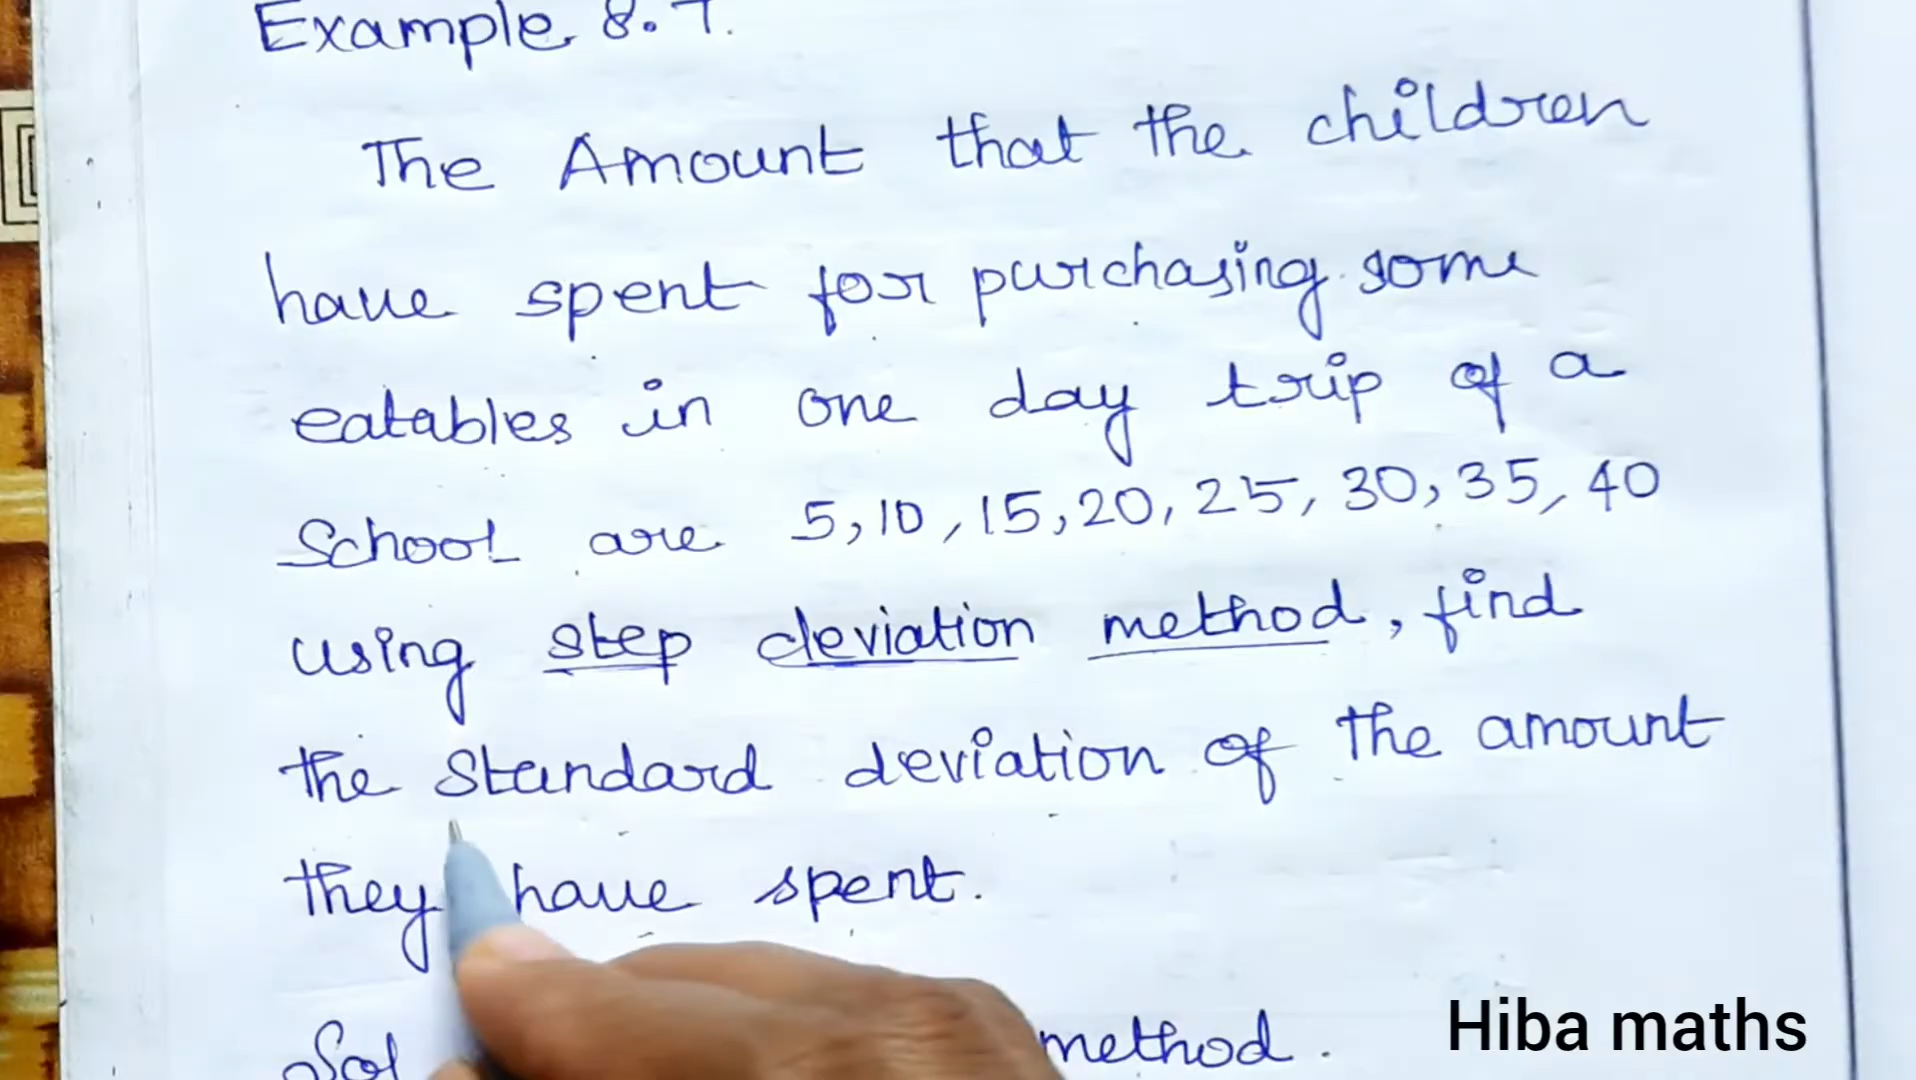 Example 8.7.
The Amount that the children
have spent for purchasing some
eatables in one day trip of a
School are 5, 10, 15, 20, 25, 30, 35, 40
using step deviation method, find
the Standard deviation of the amount
they have spent.
Sol method.
Hiba maths